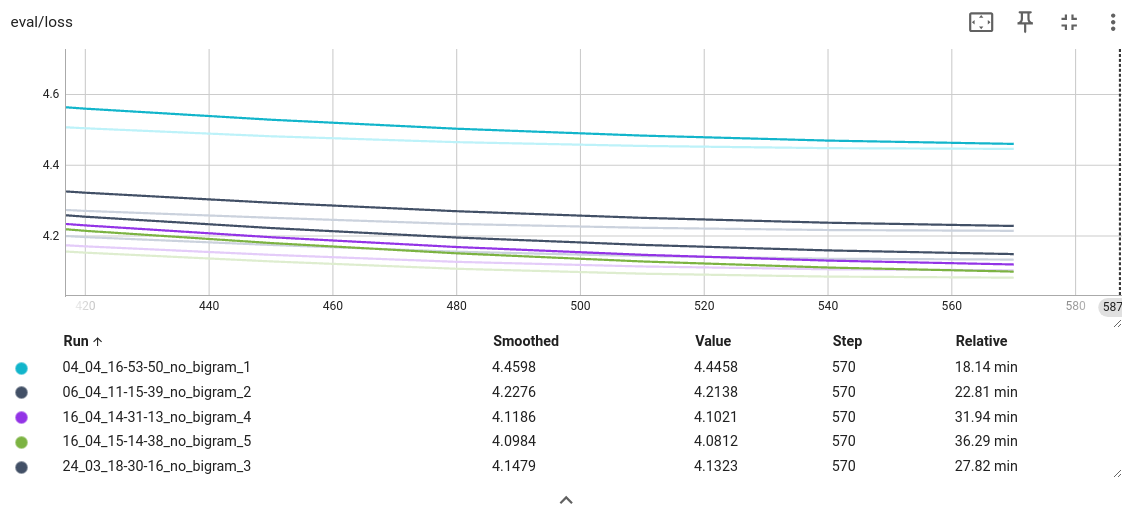 eval/loss
4.6
4.4
4.2
420 440 460 480 500 520 540 560 580 587
Run ↑ Smoothed Value Step Relative
04_04_16-53-50_no_bigram_1 4.4598 4.4458 570 18.14 min
06_04_11-15-39_no_bigram_2 4.2276 4.2138 570 22.81 min
16_04_14-31-13_no_bigram_4 4.1186 4.1021 570 31.94 min
16_04_15-14-38_no_bigram_5 4.0984 4.0812 570 36.29 min
24_03_18-30-16_no_bigram_3 4.1479 4.1323 570 27.82 min